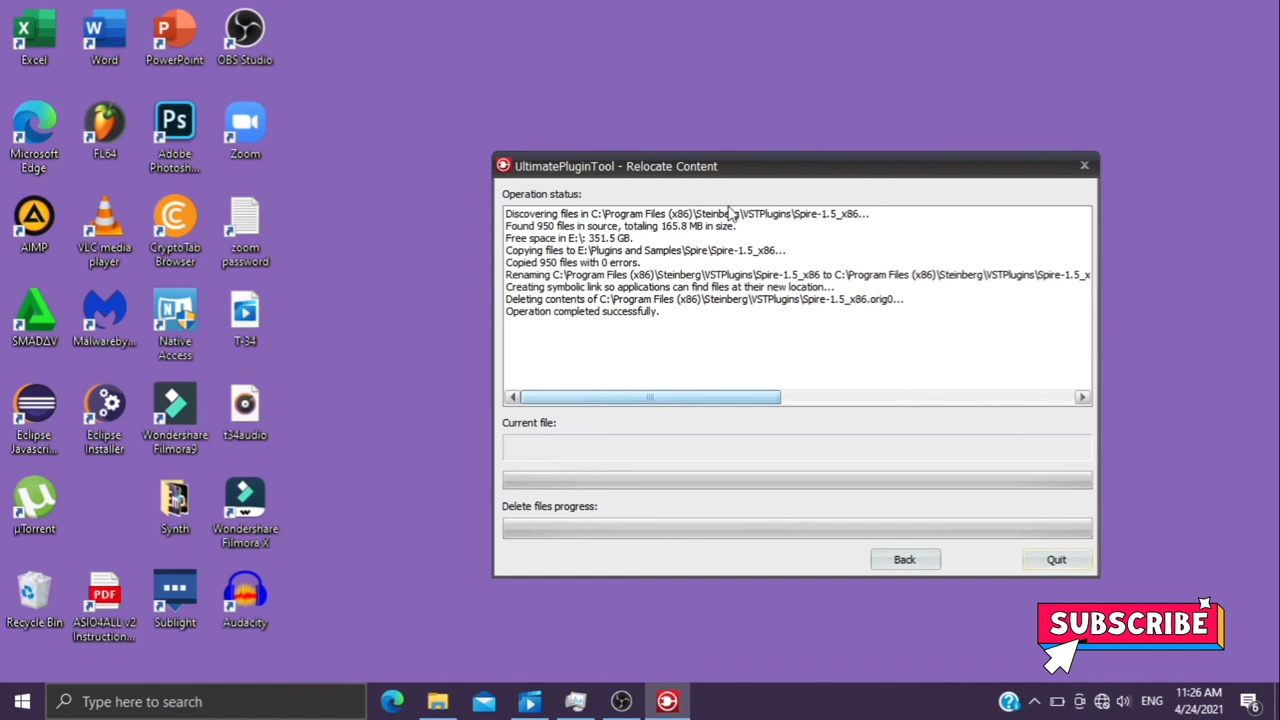 Excel
Word
PowerPoint
OBS Studio
Microsoft
Edge
FL64
Ps
Adobe
Photosh...
Zoom
AIMP
VLC media
player
CryptoTab
Browser
zoom
password
SMADΔV
Malwareby...
Native
Access
T-34
Eclipse
Javascri...
Eclipse
Installer
Wondershare
Filmora9
t34audio
µTorrent
Synth
Wondershare
Filmora X
Recycle Bin
PDF
ASIO4ALL v2
Instruction...
Sublight
Audacity
UltimatePluginTool - Relocate Content
Operation status:
Discovering files in C:\Program Files (x86)\Steinberg\VSTPlugins\Spire-1.5_x86...
Found 950 files in source, totaling 165.8 MB in size.
Free space in E:\: 351.5 GB.
Copying files to E:\Plugins and Samples\Spire\Spire-1.5_x86...
Copied 950 files with 0 errors.
Renaming C:\Program Files (x86)\Steinberg\VSTPlugins\Spire-1.5_x86 to C:\Program Files (x86)\Steinberg\VSTPlugins\Spire-1.5_x
Creating symbolic link so applications can find files at their new location...
Deleting contents of C:\Program Files (x86)\Steinberg\VSTPlugins\Spire-1.5_x86.orig0...
Operation completed successfully.
Current file:
Delete files progress:
Back
Quit
SUBSCRIBE
Type here to search
ENG
11:26 AM
4/24/2021
6